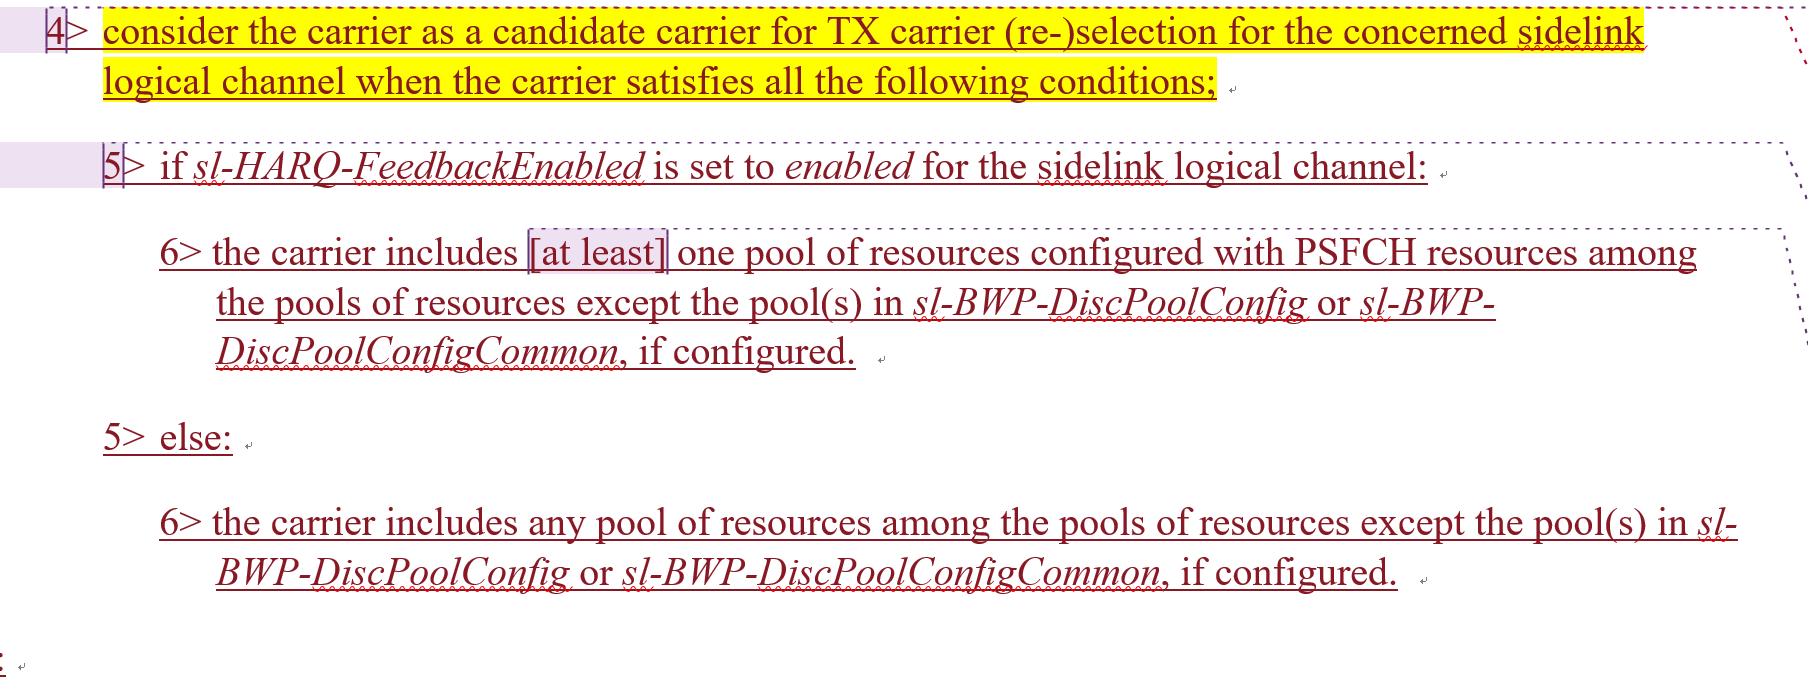 4> consider the carrier as a candidate carrier for TX carrier (re-)selection for the concerned sidelink
logical channel when the carrier satisfies all the following conditions;
5> if sl-HARQ-FeedbackEnabled is set to enabled for the sidelink logical channel:
6> the carrier includes [at least] one pool of resources configured with PSFCH resources among
the pools of resources except the pool(s) in sl-BWP-DiscPoolConfig or sl-BWP-
DiscPoolConfigCommon, if configured.
5> else:
6> the carrier includes any pool of resources among the pools of resources except the pool(s) in sl-
BWP-DiscPoolConfig or sl-BWP-DiscPoolConfigCommon, if configured.
: